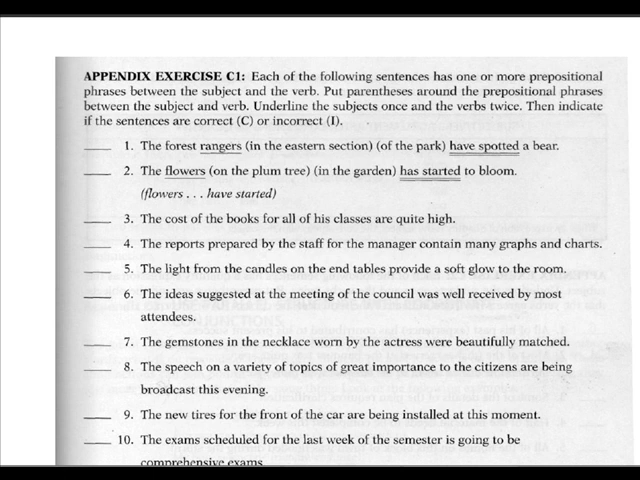 APPENDIX EXERCISE C1: Each of the following sentences has one or more prepositional
phrases between the subject and the verb. Put parentheses around the prepositional phrases
between the subject and verb. Underline the subjects once and the verbs twice. Then indicate
if the sentences are correct (C) or incorrect (I).
____ 1. The forest rangers (in the eastern section) (of the park) have spotted a bear.
____ 2. The flowers (on the plum tree) (in the garden) has started to bloom.
(flowers . . . have started)
____ 3. The cost of the books for all of his classes are quite high.
____ 4. The reports prepared by the staff for the manager contain many graphs and charts.
____ 5. The light from the candles on the end tables provide a soft glow to the room.
____ 6. The ideas suggested at the meeting of the council was well received by most
attendees.
____ 7. The gemstones in the necklace worn by the actress were beautifully matched.
____ 8. The speech on a variety of topics of great importance to the citizens are being
broadcast this evening.
____ 9. The new tires for the front of the car are being installed at this moment.
____ 10. The exams scheduled for the last week of the semester is going to be
comprehensive exams.